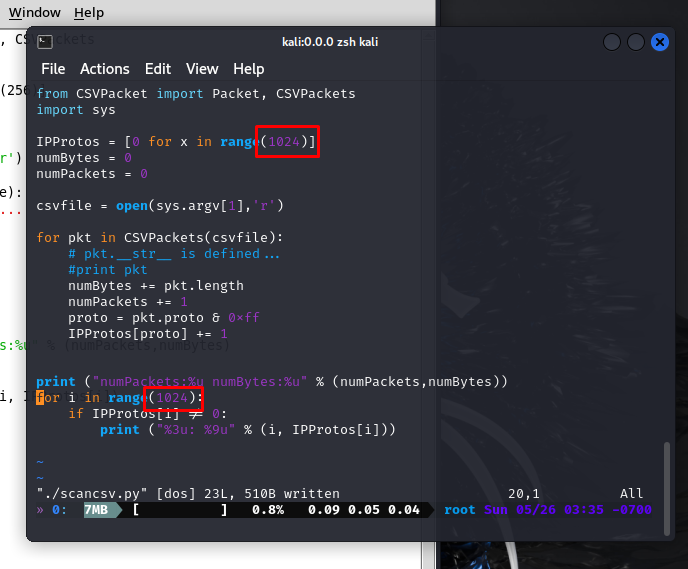 Window Help
, CSVPackets
kali:0.0.0 zsh kali
File Actions Edit View Help
(256
from CSVPacket import Packet, CSVPackets
import sys
IPProtos = [0 for x in range(1024)]
r')
numBytes = 0
numPackets = 0
e):
csvfile = open(sys.argv[1],'r')
....
for pkt in CSVPackets(csvfile):
# pkt.__str__ is defined...
#print pkt
numBytes += pkt.length
numPackets += 1
proto = pkt.proto & 0xff
IPProtos[proto] += 1
s:%u" % (numPackets,numBytes)
print ("numPackets:%u numBytes:%u" % (numPackets,numBytes))
i, I
for i in range(1024):
if IPProtos[i] != 0:
print ("%3u: %9u" % (i, IPProtos[i]))
~
~
"./scancsv.py" [dos] 23L, 510B written 20,1 All
» 0: 7MB [ ] 0.8% 0.09 0.05 0.04 root Sun 05/26 03:35 -0700